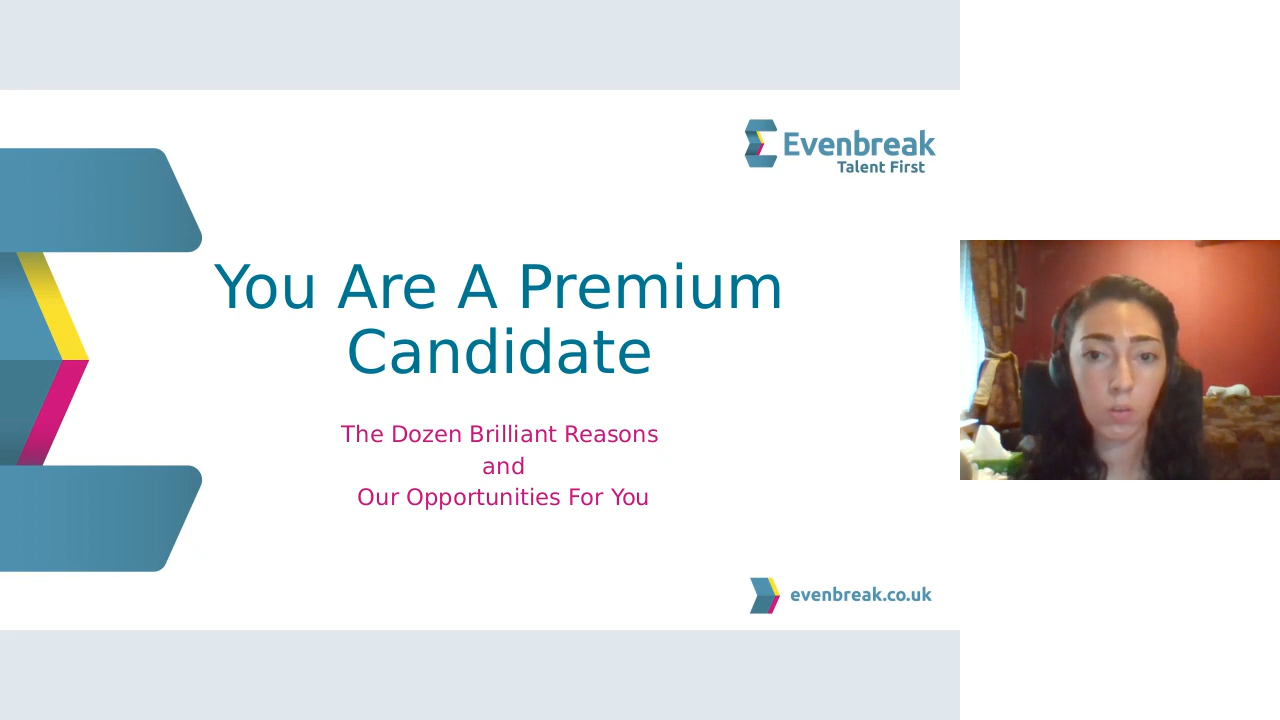 Evenbreak
Talent First
You Are A Premium
Candidate
The Dozen Brilliant Reasons
and
Our Opportunities For You
evenbreak.co.uk